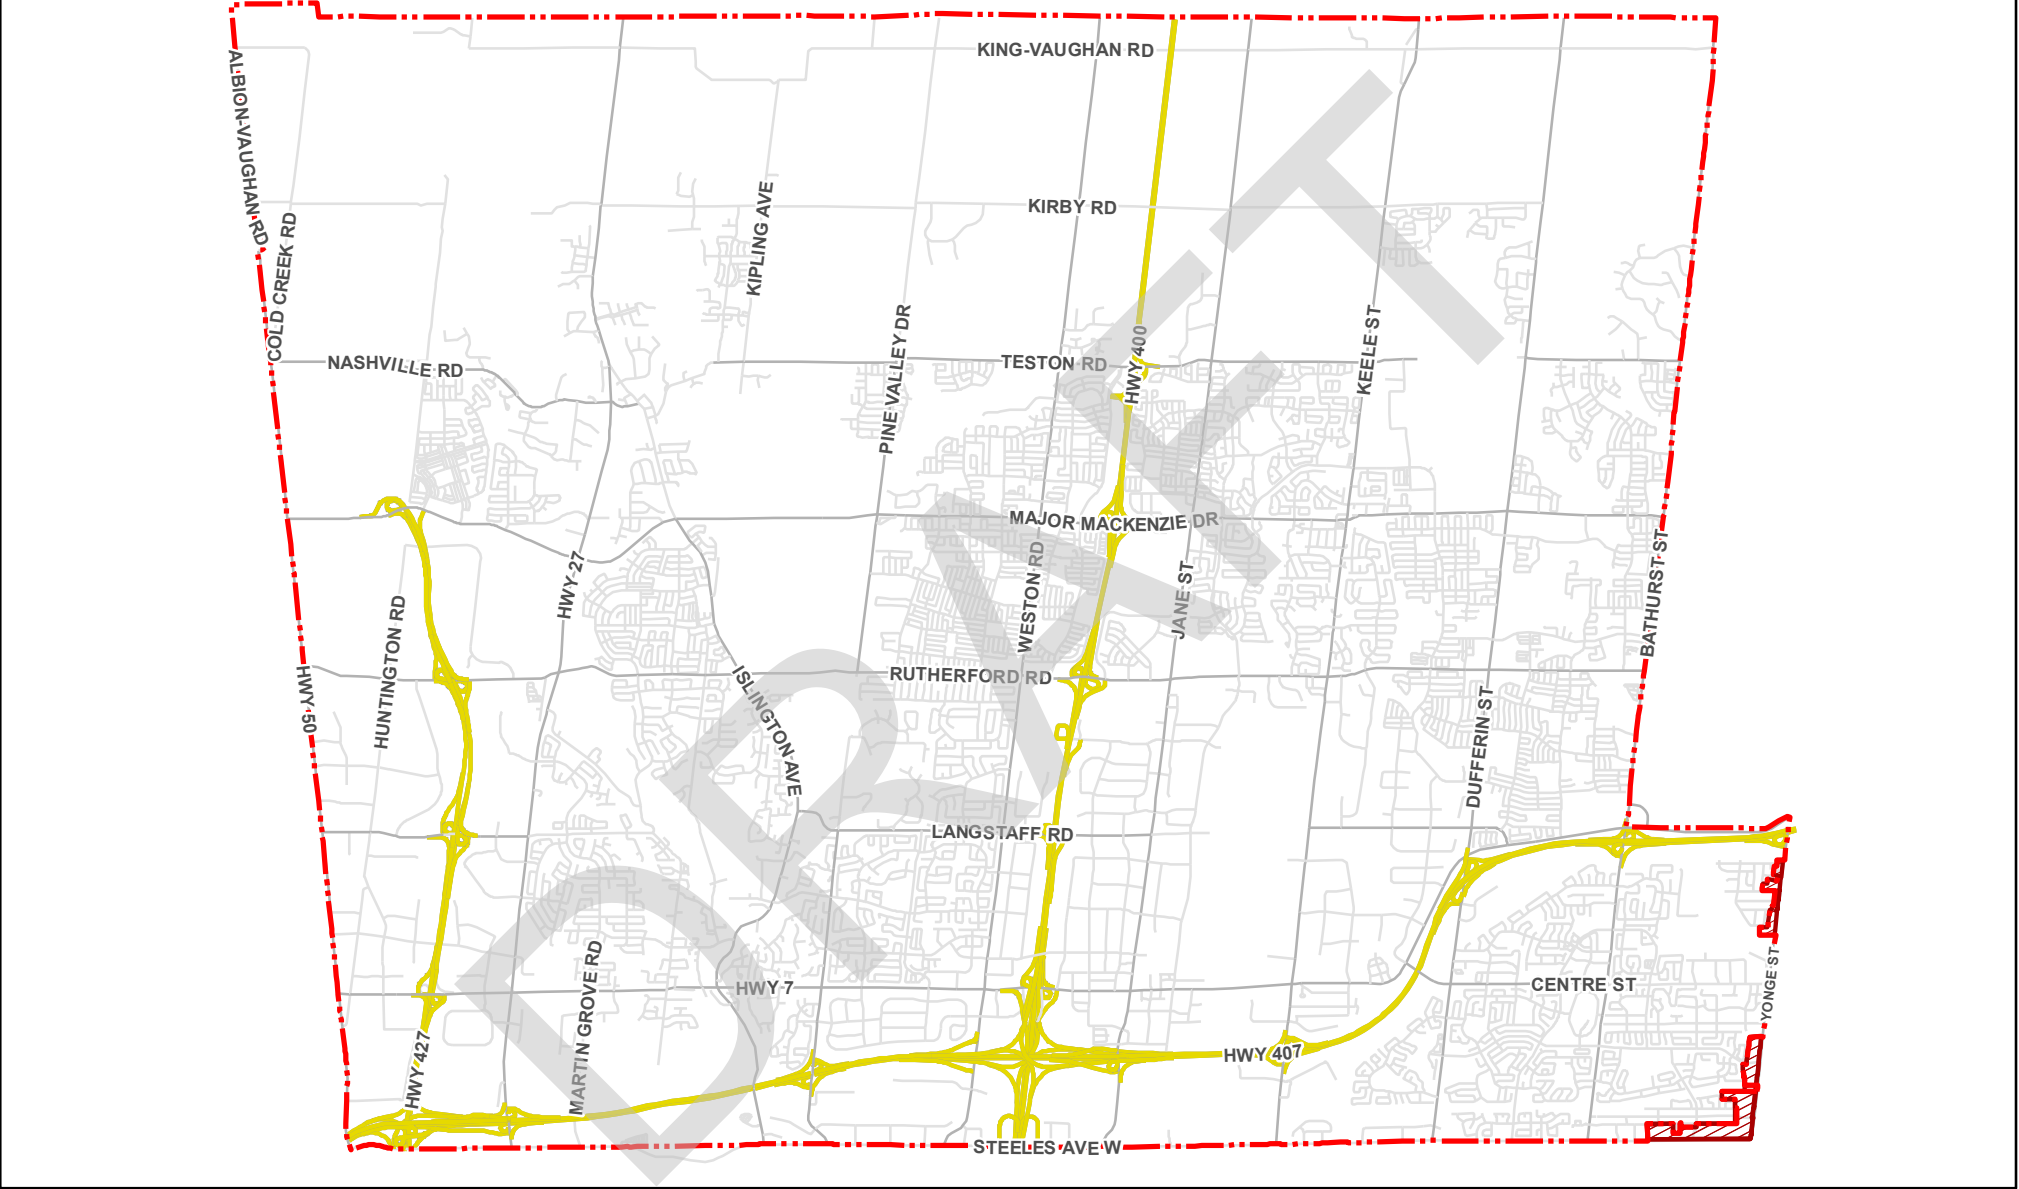 KING-VAUGHAN RD
ALBION-VAUGHAN RD
KIRBY RD
KIPLING AVE
COLD CREEK RD
PINE VALLEY DR
KEELE ST
HWY 400
NASHVILLE RD
TESTON RD
MAJOR MACKENZIE DR
HWY 27
WESTON RD
JANE ST
BATHURST ST
HUNTINGTON RD
HWY 50
ISLINGTON AVE
RUTHERFORD RD
DUFFERIN ST
LANGSTAFF RD
MARTIN GROVE RD
HWY 7
CENTRE ST
YONGE ST
HWY 427
HWY 407
STEELES AVE W
DRAFT